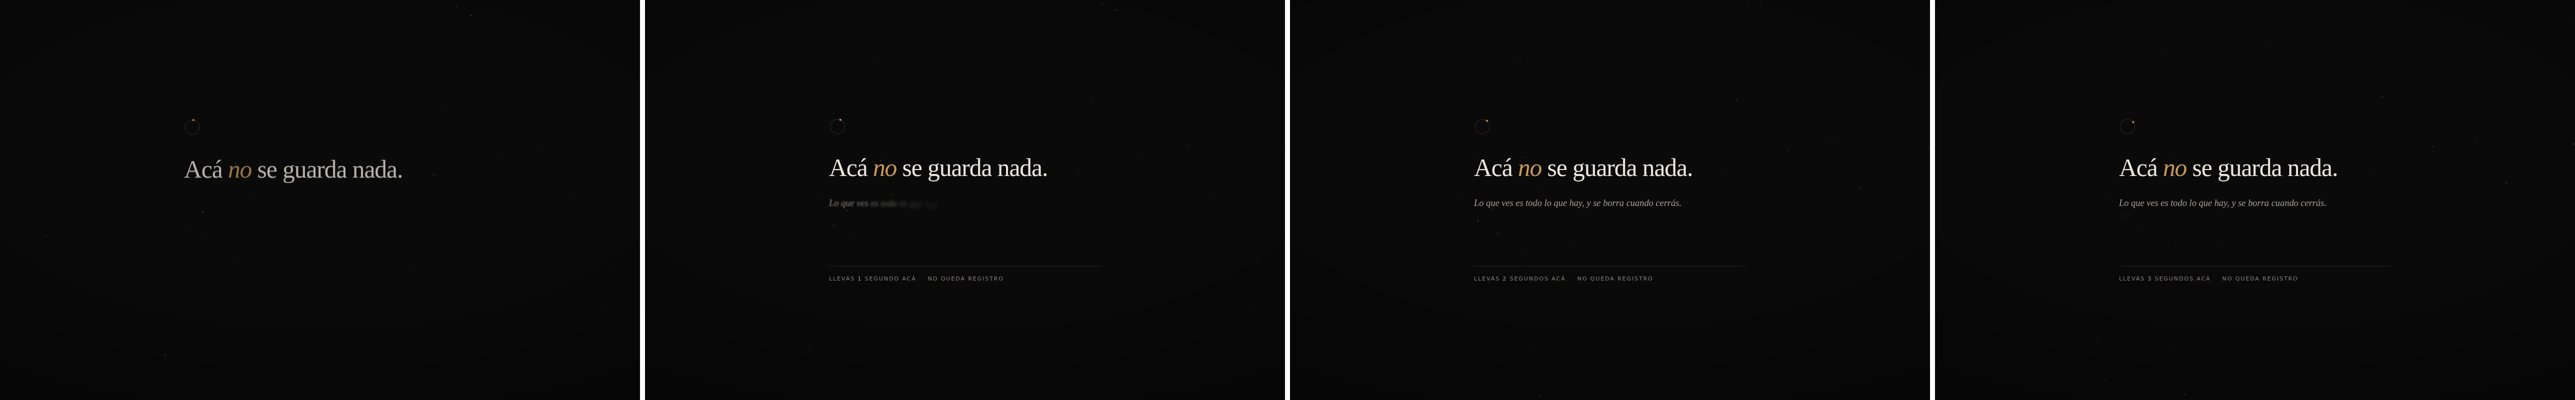 Acá no se guarda nada.
Acá no se guarda nada.
Lo que ves es todo lo que
LLEVÁS 1 SEGUNDO ACÁ NO QUEDA REGISTRO
Acá no se guarda nada.
Lo que ves es todo lo que hay, y se borra cuando cerrás.
LLEVÁS 2 SEGUNDOS ACÁ NO QUEDA REGISTRO
Acá no se guarda nada.
Lo que ves es todo lo que hay, y se borra cuando cerrás.
LLEVÁS 3 SEGUNDOS ACÁ NO QUEDA REGISTRO